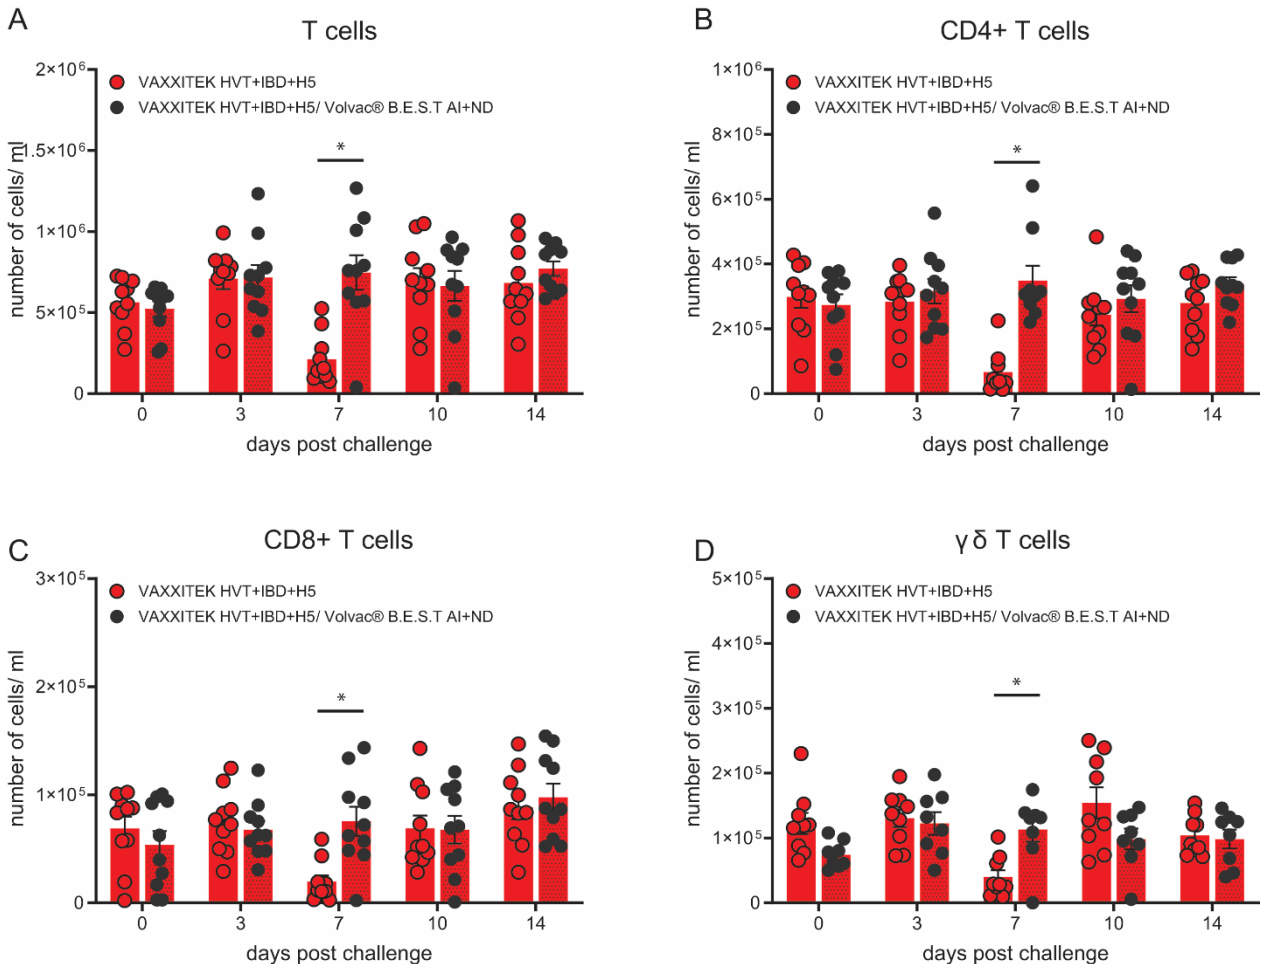 A
T cells
number of cells/ ml
2×10⁶
1.5×10⁶
1×10⁶
5×10⁵
0
VAXXITEK HVT+IBD+H5
VAXXITEK HVT+IBD+H5/ Volvac® B.E.S.T AI+ND
*
0 3 7 10 14
days post challenge
B
CD4+ T cells
number of cells/ ml
1×10⁶
8×10⁵
6×10⁵
4×10⁵
2×10⁵
0
VAXXITEK HVT+IBD+H5
VAXXITEK HVT+IBD+H5/ Volvac® B.E.S.T AI+ND
*
0 3 7 10 14
days post challenge
C
CD8+ T cells
number of cells/ ml
3×10⁵
2×10⁵
1×10⁵
0
VAXXITEK HVT+IBD+H5
VAXXITEK HVT+IBD+H5/ Volvac® B.E.S.T AI+ND
*
0 3 7 10 14
days post challenge
D
γδ T cells
number of cells/ ml
5×10⁵
4×10⁵
3×10⁵
2×10⁵
1×10⁵
0
VAXXITEK HVT+IBD+H5
VAXXITEK HVT+IBD+H5/ Volvac® B.E.S.T AI+ND
*
0 3 7 10 14
days post challenge